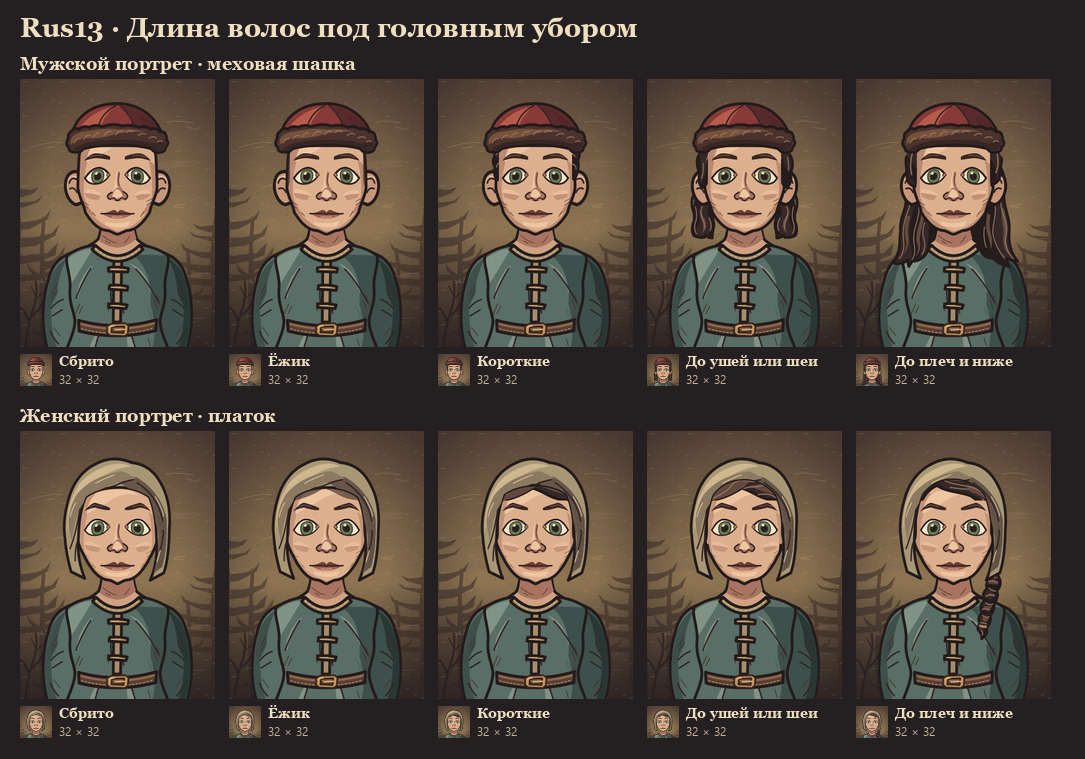 Rus13 · Длина волос под головным убором
Мужской портрет · меховая шапка
Сбрито
32 × 32
Ёжик
32 × 32
Короткие
32 × 32
До ушей или шеи
32 × 32
До плеч и ниже
32 × 32
Женский портрет · платок
Сбрито
32 × 32
Ёжик
32 × 32
Короткие
32 × 32
До ушей или шеи
32 × 32
До плеч и ниже
32 × 32